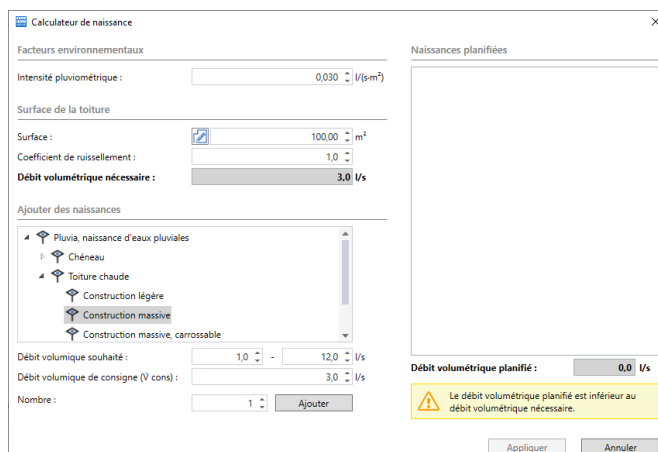 Calculateur de naissance
Facteurs environnementaux
Intensité pluviométrique : 0,030 l/(s·m²)
Surface de la toiture
Surface : 100,00 m²
Coefficient de ruissellement : 1,0
Débit volumétrique nécessaire : 3,0 l/s
Ajouter des naissances
Pluvia, naissance d'eaux pluviales
Chéneau
Toiture chaude
Construction légère
Construction massive
Construction massive, carrossable
Débit volumique souhaité : 1,0 - 12,0 l/s
Débit volumique de consigne (V̇ cons) : 3,0 l/s
Nombre : 1 Ajouter
Naissances planifiées
Débit volumétrique planifié : 0,0 l/s
Le débit volumétrique planifié est inférieur au
débit volumétrique nécessaire.
Appliquer Annuler